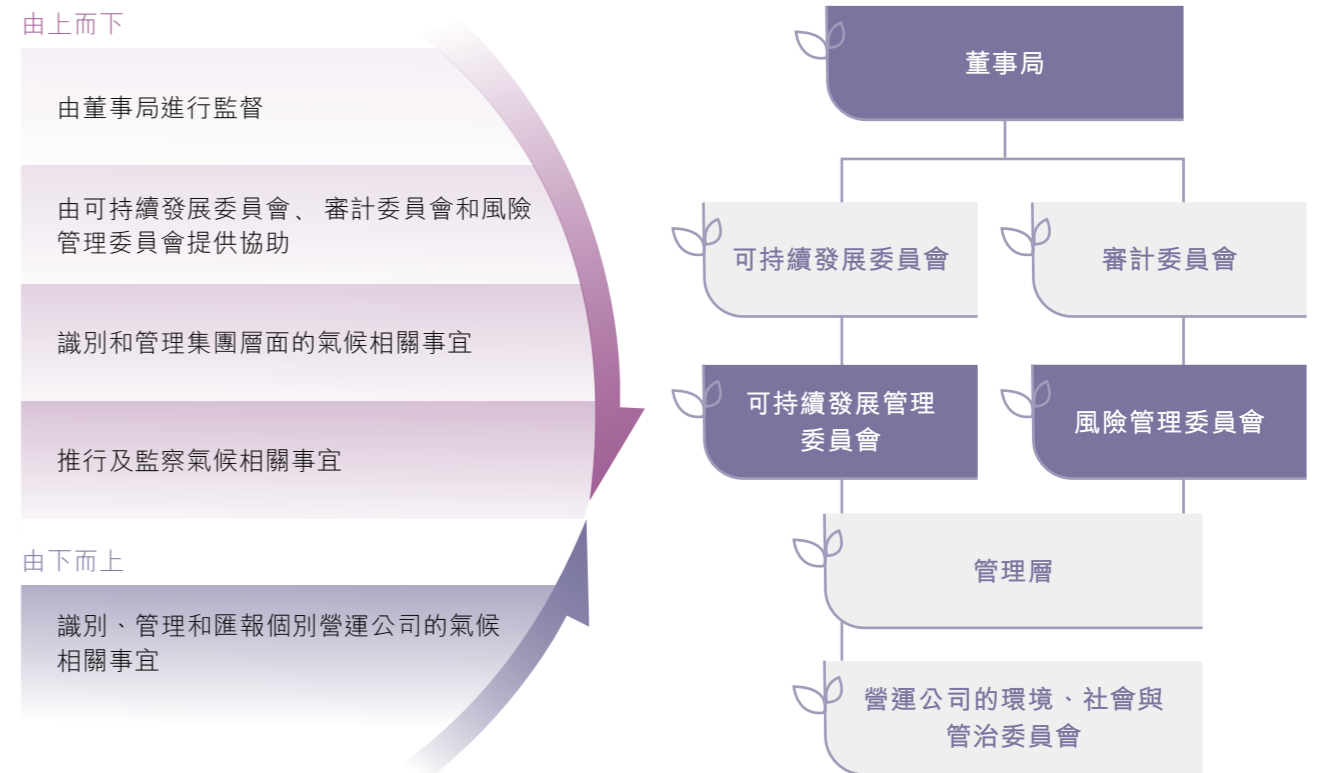 由上而下
由董事局進行監督
由可持續發展委員會、審計委員會和風險
管理委員會提供協助
識別和管理集團層面的氣候相關事宜
推行及監察氣候相關事宜
由下而上
識別、管理和匯報個別營運公司的氣候
相關事宜
董事局
可持續發展委員會
審計委員會
可持續發展管理
委員會
風險管理委員會
管理層
營運公司的環境、社會與
管治委員會